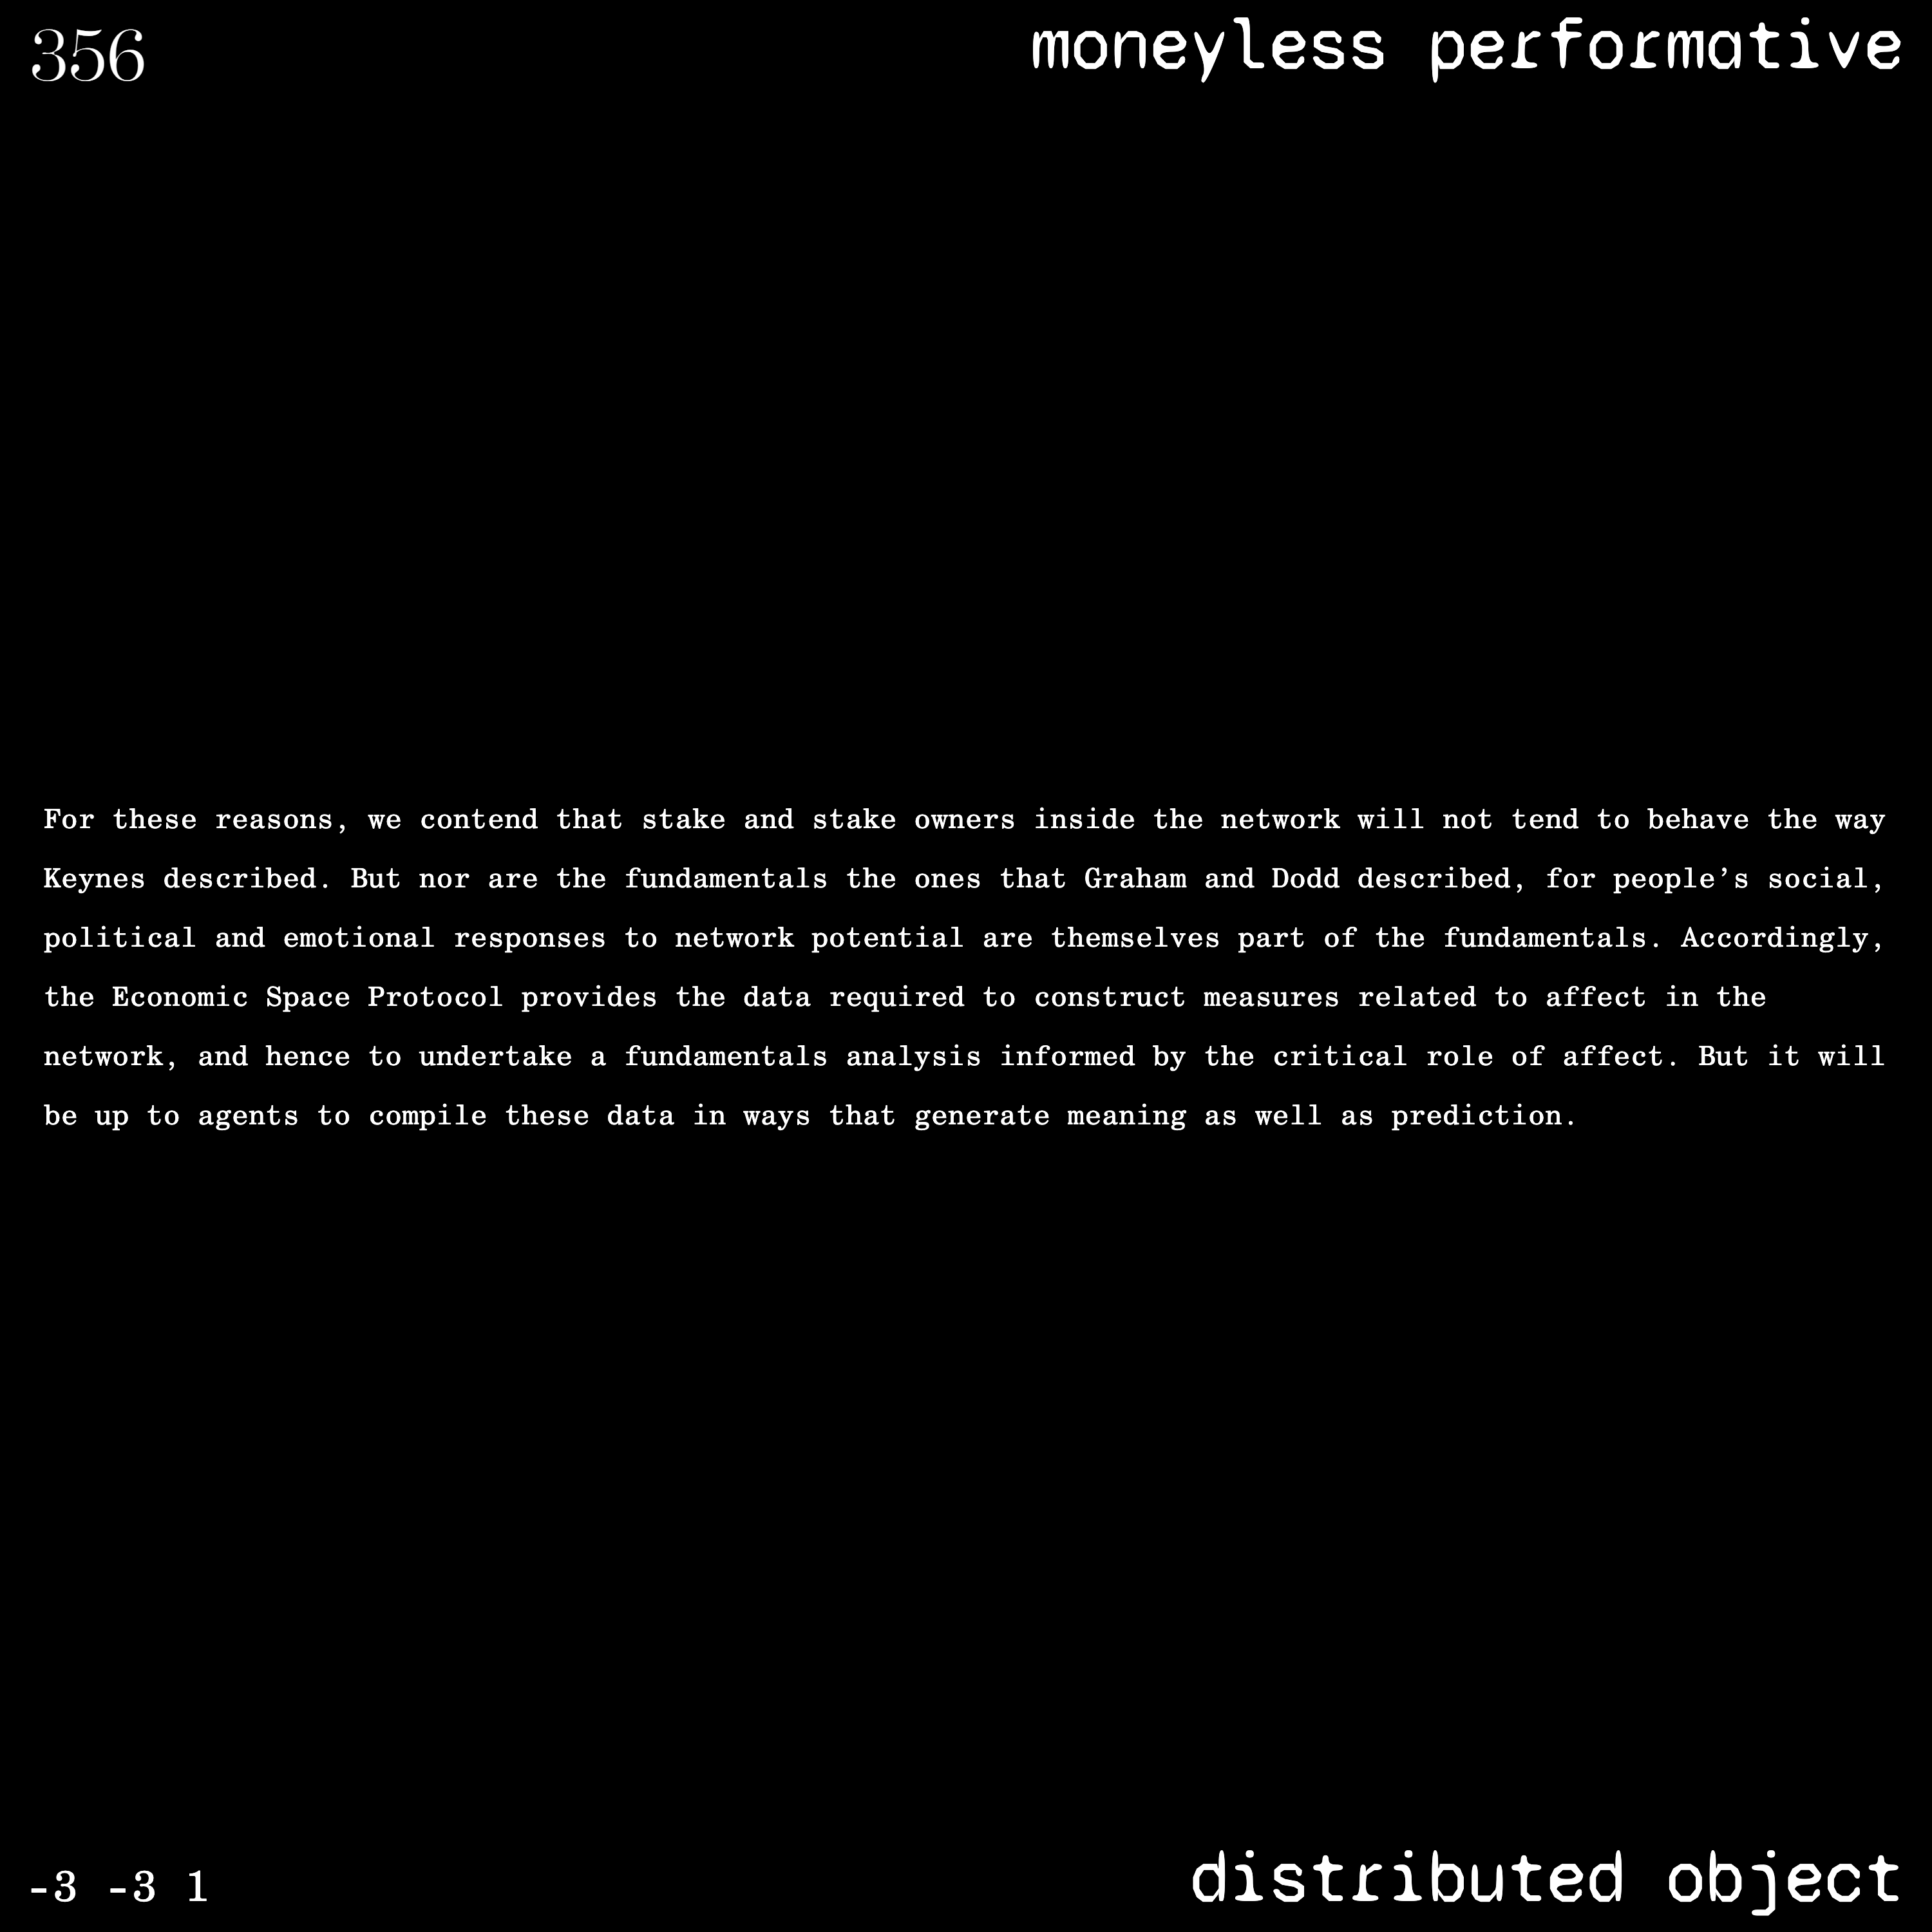 356
moneyless performative
For these reasons, we contend that stake and stake owners inside the network will not tend to behave the way
Keynes described. But nor are the fundamentals the ones that Graham and Dodd described, for people’s social,
political and emotional responses to network potential are themselves part of the fundamentals. Accordingly,
the Economic Space Protocol provides the data required to construct measures related to affect in the
network, and hence to undertake a fundamentals analysis informed by the critical role of affect. But it will
be up to agents to compile these data in ways that generate meaning as well as prediction.
-3 -3 1
distributed object